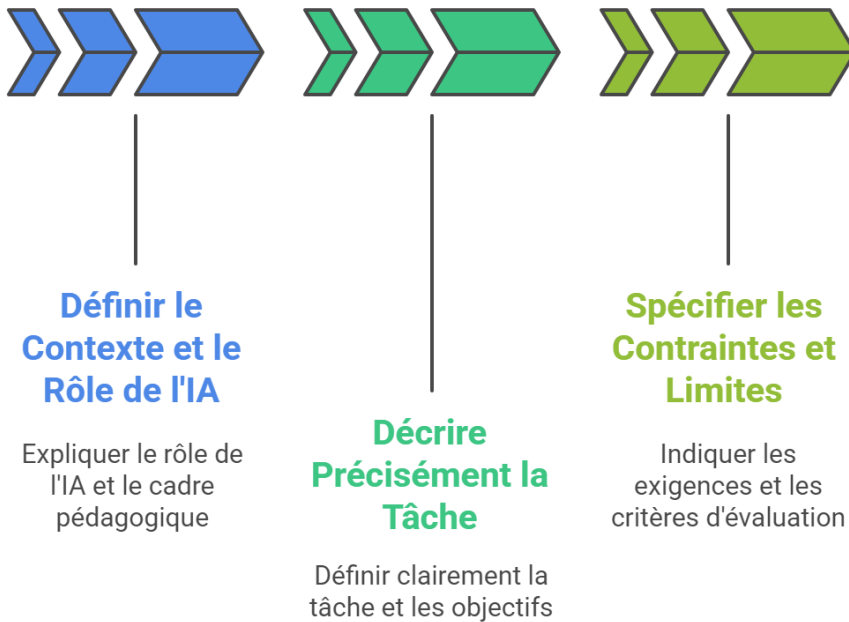 Définir le
Contexte et le
Rôle de l'IA
Expliquer le rôle de
l'IA et le cadre
pédagogique
Décrire
Précisément la
Tâche
Définir clairement la
tâche et les objectifs
Spécifier les
Contraintes et
Limites
Indiquer les
exigences et les
critères d'évaluation